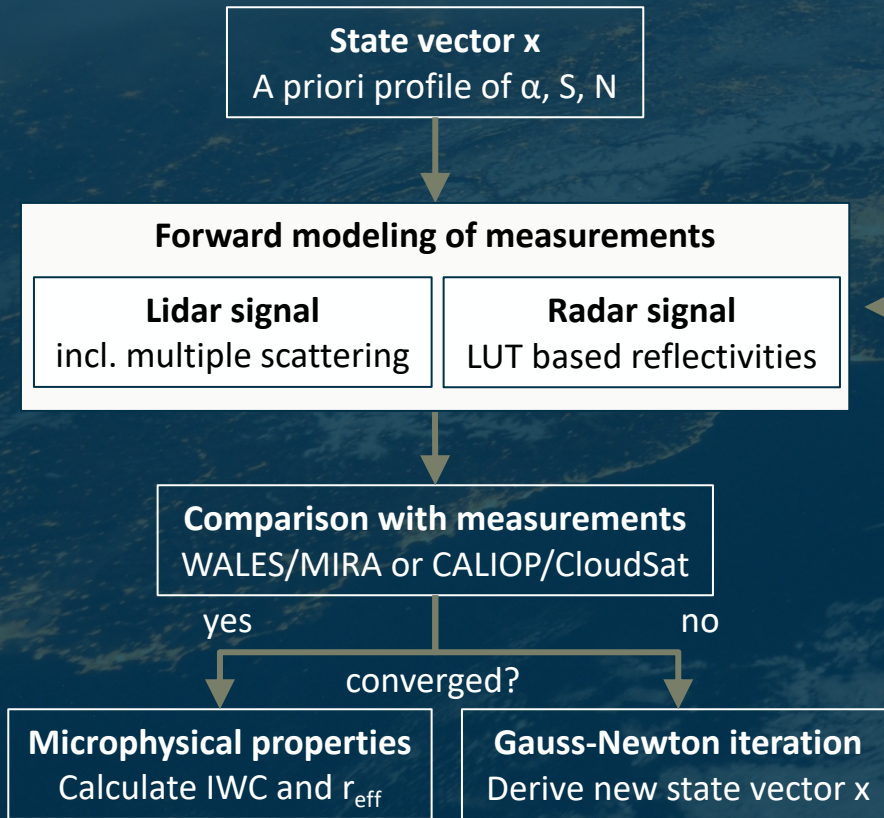 State vector x
A priori profile of α, S, N
Forward modeling of measurements
Lidar signal
incl. multiple scattering
Radar signal
LUT based reflectivities
Comparison with measurements
WALES/MIRA or CALIOP/CloudSat
yes
no
converged?
Microphysical properties
Calculate IWC and r_eff
Gauss-Newton iteration
Derive new state vector x